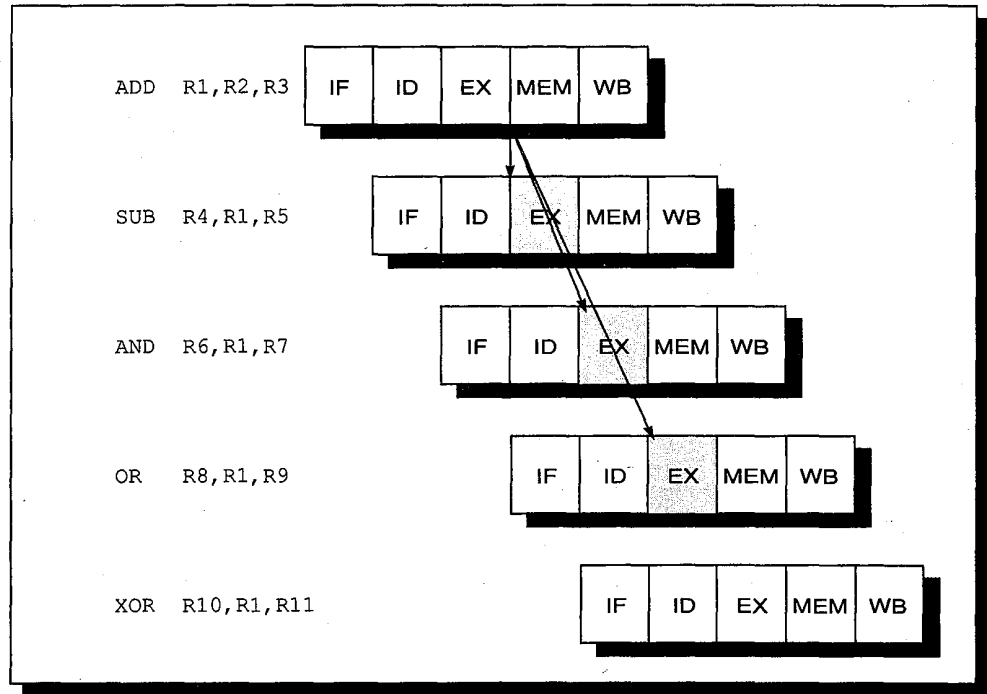 ADD R1,R2,R3 IF ID EX MEM WB
SUB R4,R1,R5 IF ID EX MEM WB
AND R6,R1,R7 IF ID EX MEM WB
OR R8,R1,R9 IF ID EX MEM WB
XOR R10,R1,R11 IF ID EX MEM WB